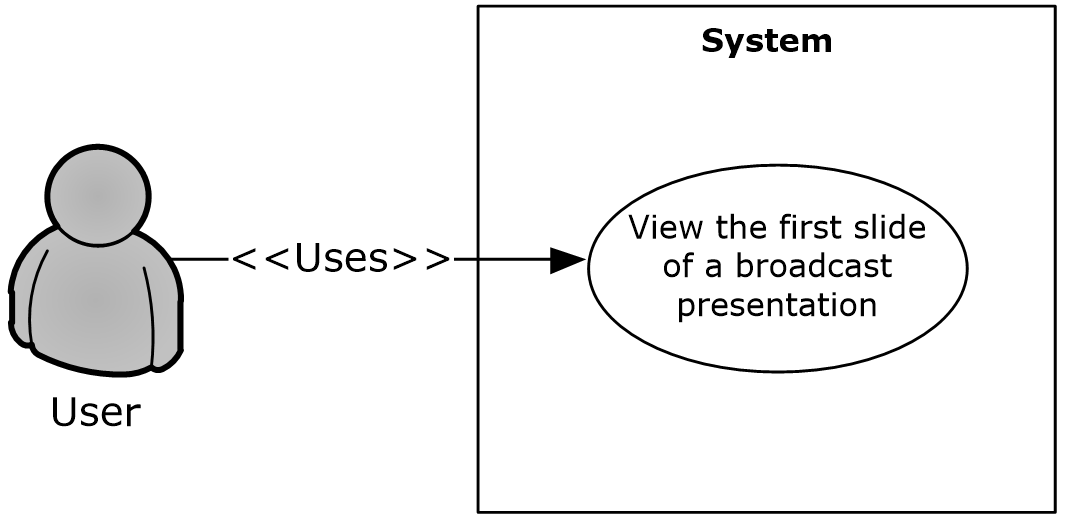 System
View the first slide
of a broadcast
presentation
<<Uses>>
User